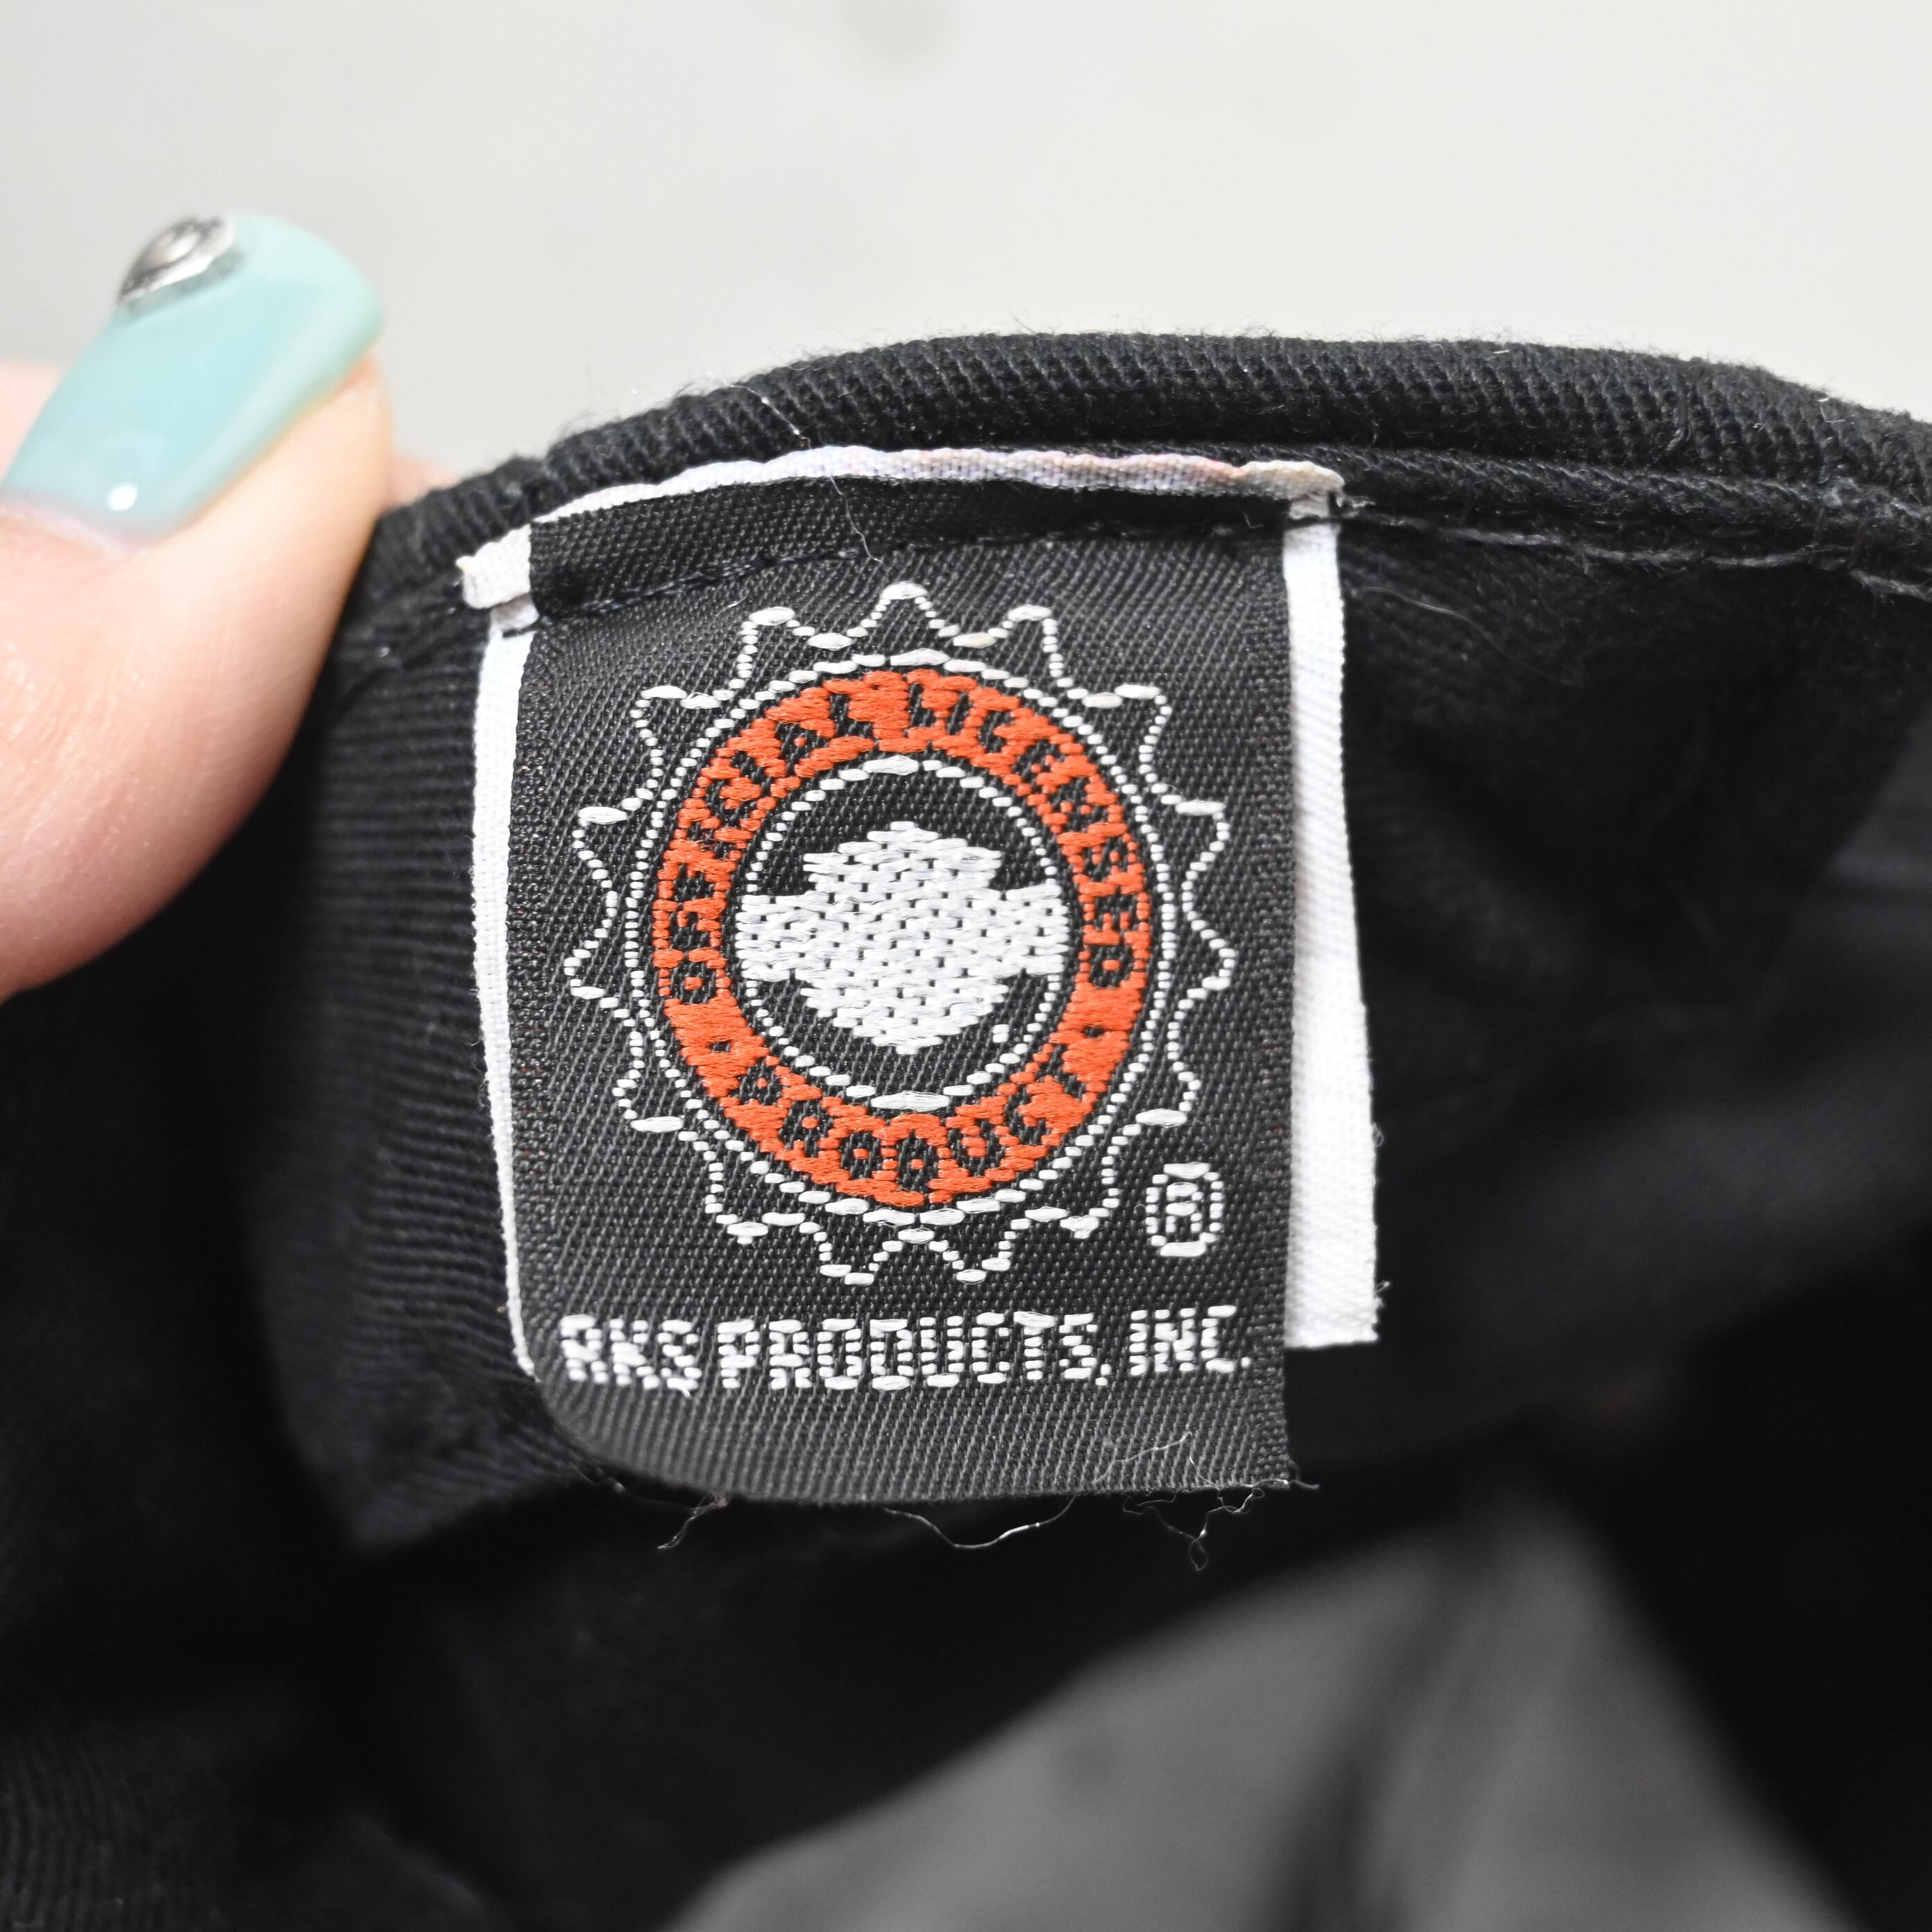 OFFICIAL LICENSED
• PRODUCT •
®
RKS PRODUCTS, INC.